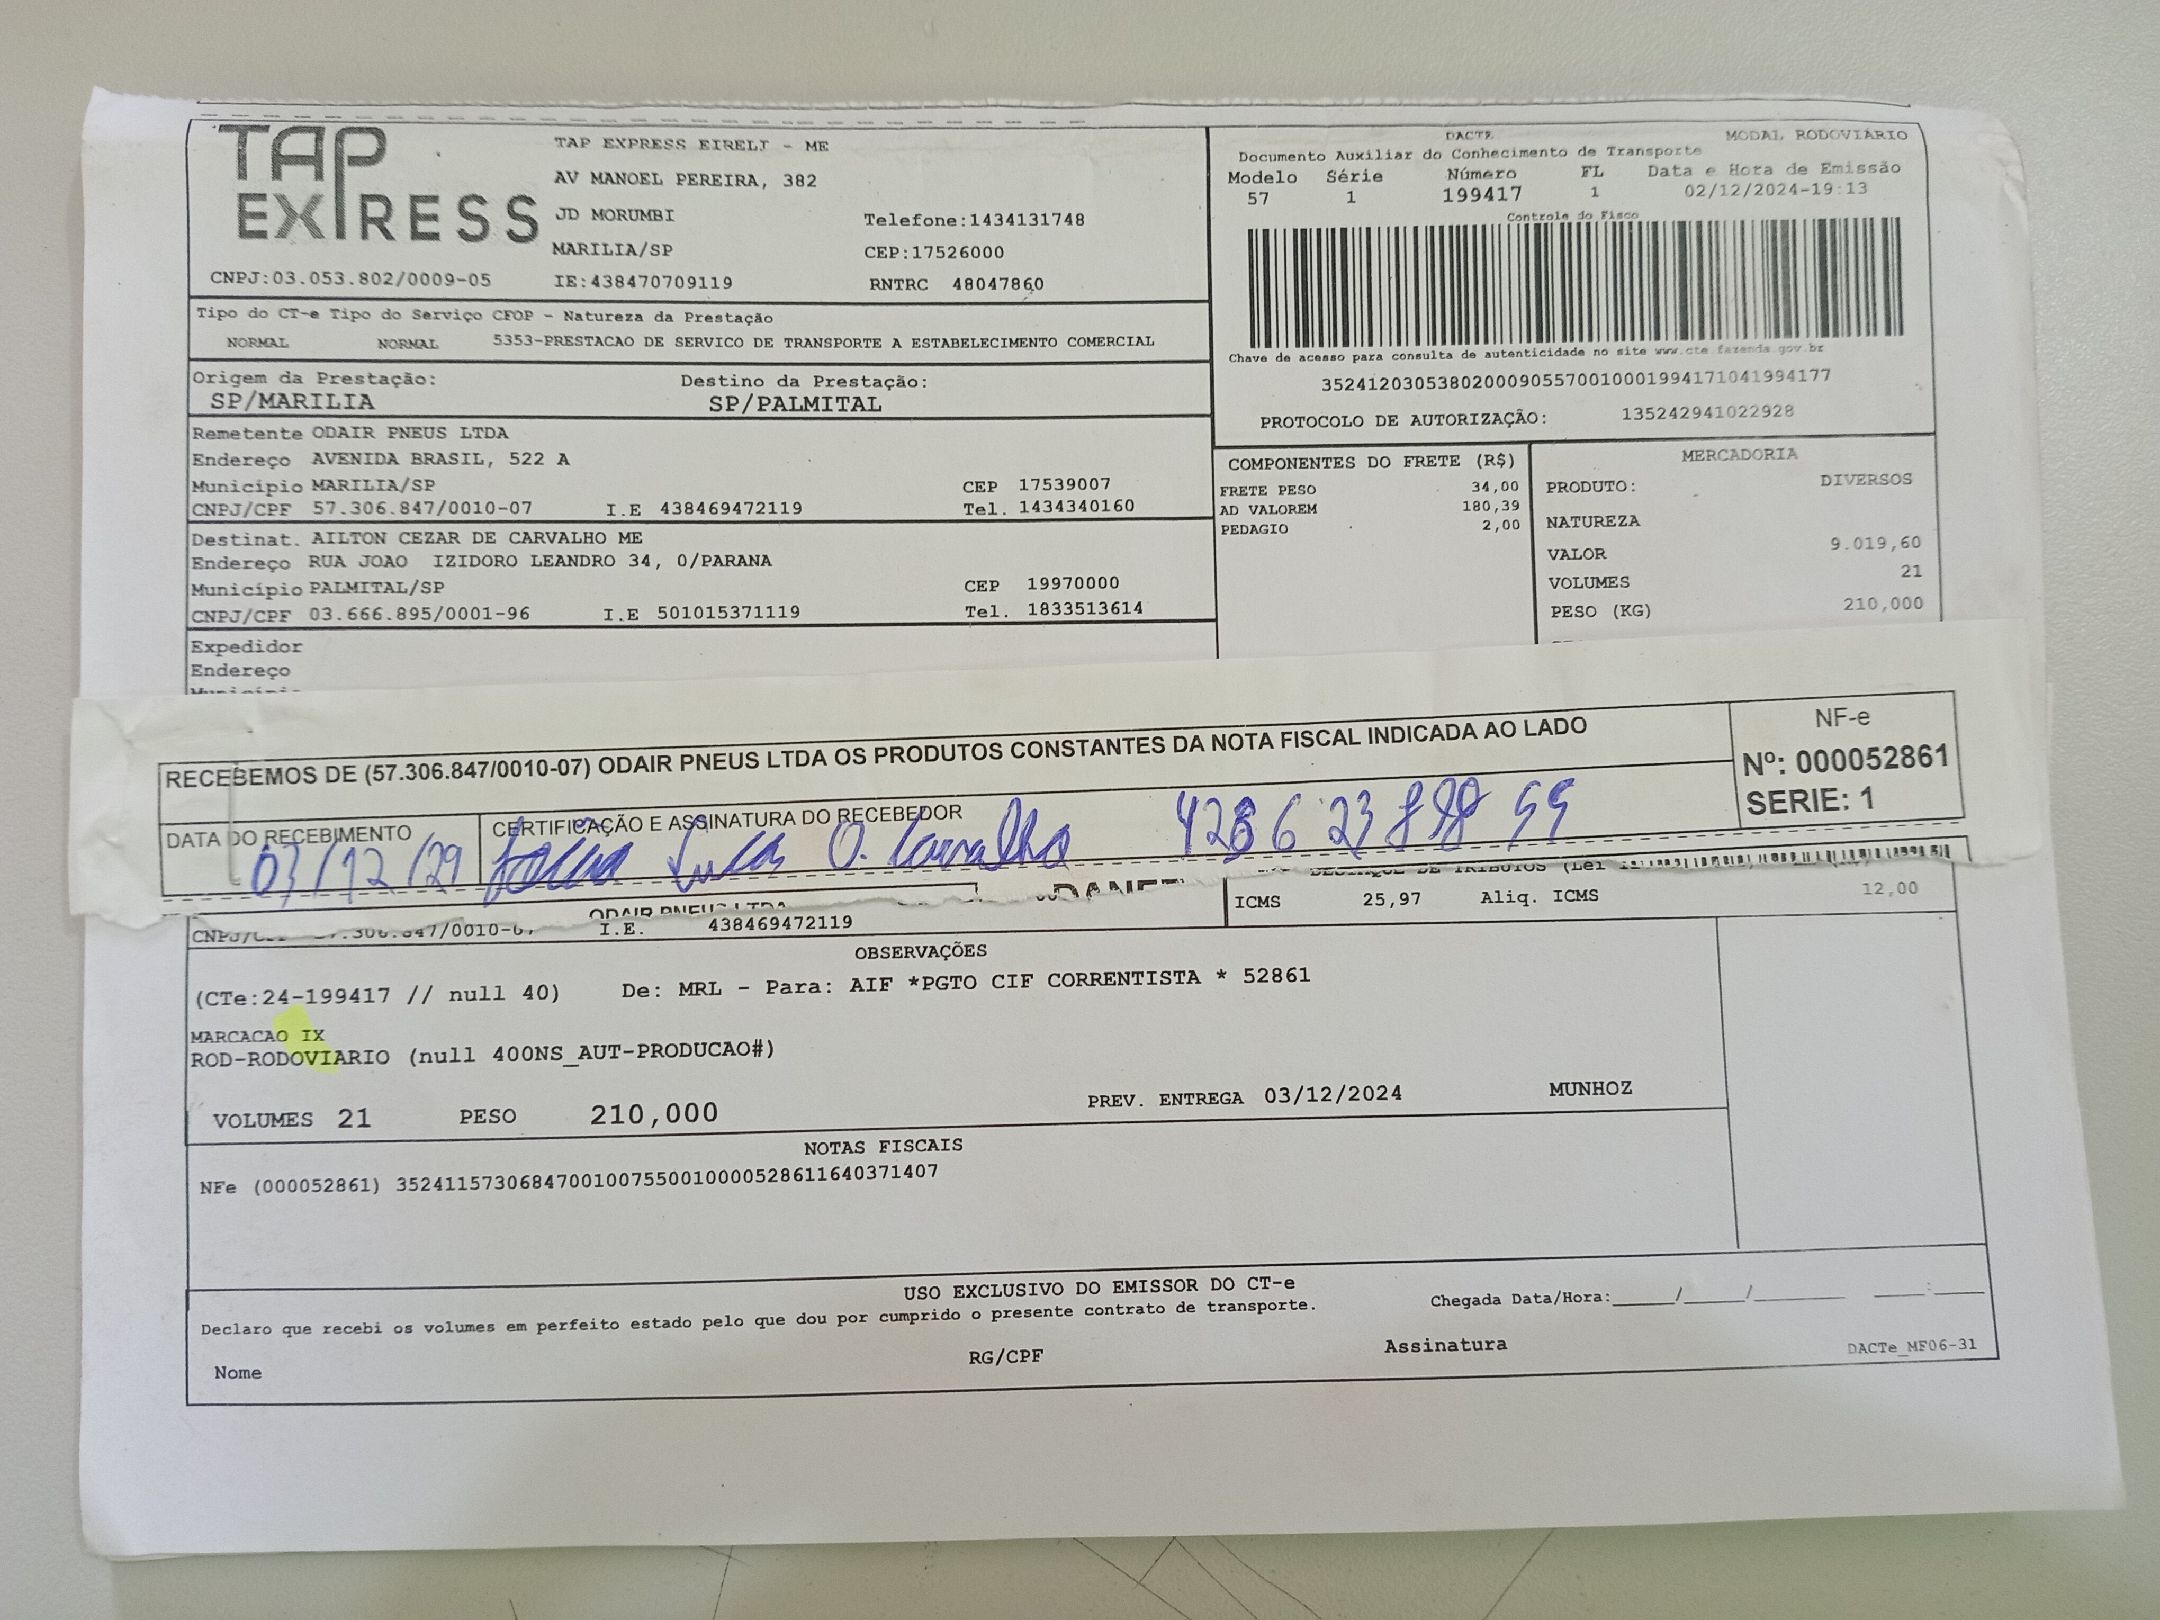 TAP EXPRESS
TAP EXPRESS EIRELI - ME
AV MANOEL PEREIRA, 382
JD MORUMBI Telefone:1434131748
MARILIA/SP CEP:17526000
CNPJ:03.053.802/0009-05 IE:438470709119 RNTRC 48047860
DACTE MODAL RODOVIÁRIO
Documento Auxiliar do Conhecimento de Transporte
Modelo Série Número FL Data e Hora de Emissão
57 1 199417 1 02/12/2024-19:13
Controle do Fisco
Chave de acesso para consulta de autenticidade no site www.cte.fazenda.gov.br
35241203053802000905570010001994171041994177
PROTOCOLO DE AUTORIZAÇÃO: 135242941022928
Tipo do CT-e Tipo do Serviço CFOP - Natureza da Prestação
NORMAL NORMAL 5353-PRESTACAO DE SERVICO DE TRANSPORTE A ESTABELECIMENTO COMERCIAL
Origem da Prestação: Destino da Prestação:
SP/MARILIA SP/PALMITAL
Remetente ODAIR PNEUS LTDA
Endereço AVENIDA BRASIL, 522 A
Município MARILIA/SP CEP 17539007
CNPJ/CPF 57.306.847/0010-07 I.E 438469472119 Tel. 1434340160
Destinat. AILTON CEZAR DE CARVALHO ME
Endereço RUA JOAO IZIDORO LEANDRO 34, 0/PARANA
Município PALMITAL/SP CEP 19970000
CNPJ/CPF 03.666.895/0001-96 I.E 501015371119 Tel. 1833513614
Expedidor
Endereço
COMPONENTES DO FRETE (R$)
FRETE PESO 34,00
AD VALOREM 180,39
PEDAGIO 2,00
MERCADORIA
PRODUTO: DIVERSOS
NATUREZA
VALOR 9.019,60
VOLUMES 21
PESO (KG) 210,000
RECEBEMOS DE (57.306.847/0010-07) ODAIR PNEUS LTDA OS PRODUTOS CONSTANTES DA NOTA FISCAL INDICADA AO LADO
NF-e
Nº: 000052861
SERIE: 1
DATA DO RECEBIMENTO CERTIFICAÇÃO E ASSINATURA DO RECEBEDOR
03/12/24 Lucas O. Carvalho
ODAIR PNEUS LTDA
ICMS 25,97 Aliq. ICMS 12,00
I.E. 438469472119
OBSERVAÇÕES
(CTe:24-199417 // null 40) De: MRL - Para: AIF *PGTO CIF CORRENTISTA * 52861
MARCACAO IX
ROD-RODOVIARIO (null 400NS_AUT-PRODUCAO#)
VOLUMES 21 PESO 210,000 PREV. ENTREGA 03/12/2024 MUNHOZ
NOTAS FISCAIS
NFe (000052861) 35241157306847001007550010000528611640371407
USO EXCLUSIVO DO EMISSOR DO CT-e
Declaro que recebi os volumes em perfeito estado pelo que dou por cumprido o presente contrato de transporte. Chegada Data/Hora:
Nome RG/CPF Assinatura DACTe_MF06-31